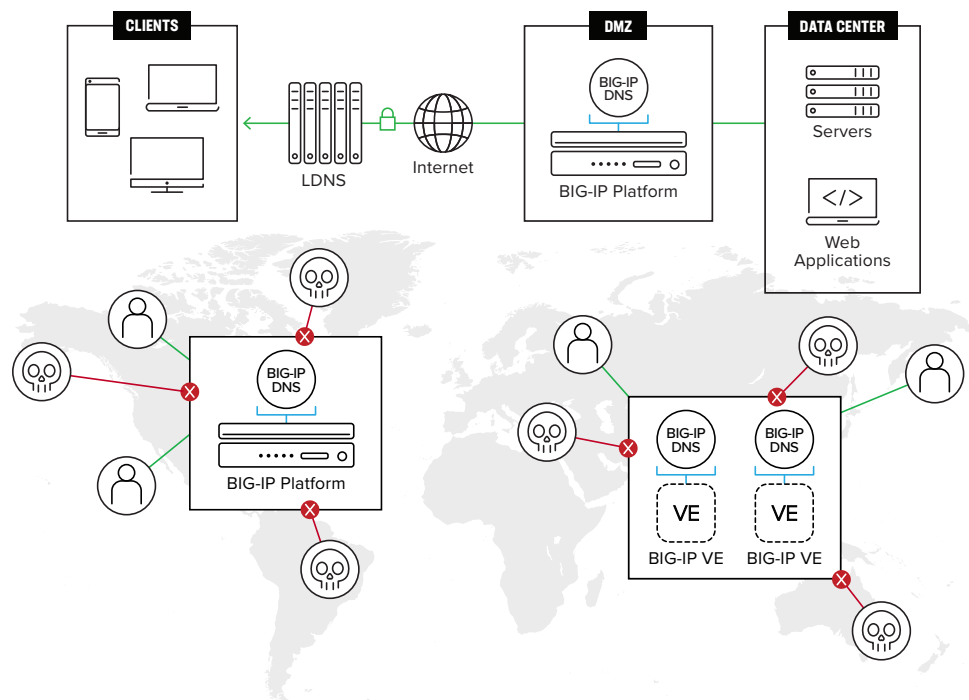 CLIENTS
DMZ
DATA CENTER
BIG-IP
DNS
Servers
LDNS
Internet
BIG-IP Platform
</>
Web
Applications
BIG-IP
DNS
BIG-IP Platform
BIG-IP
DNS
BIG-IP
DNS
VE
VE
BIG-IP VE
BIG-IP VE